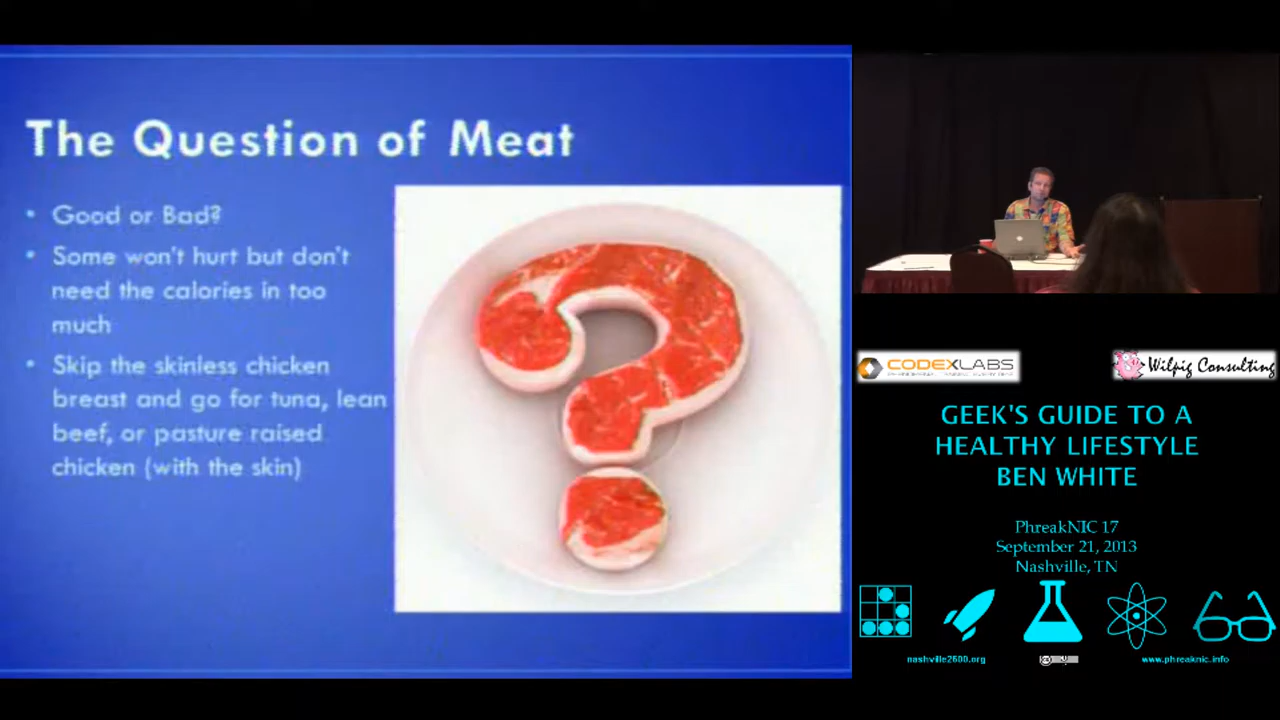 The Question of Meat
• Good or Bad?
• Some won't hurt but don't
need the calories in too
much
• Skip the skinless chicken
breast and go for tuna, lean
beef, or pasture raised
chicken (with the skin)
CODEXLABS
Wilpig Consulting
GEEK'S GUIDE TO A
HEALTHY LIFESTYLE
BEN WHITE
PhreakNIC 17
September 21, 2013
Nashville, TN
nashville2600.org
www.phreaknic.info